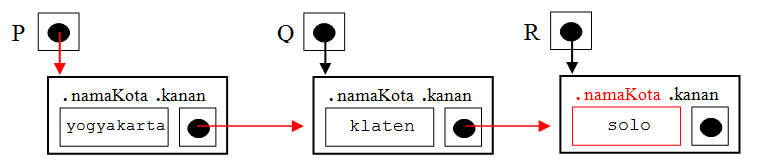 P
Q
R
.namaKota .kanan
.namaKota .kanan
.namaKota .kanan
yogyakarta
klaten
solo